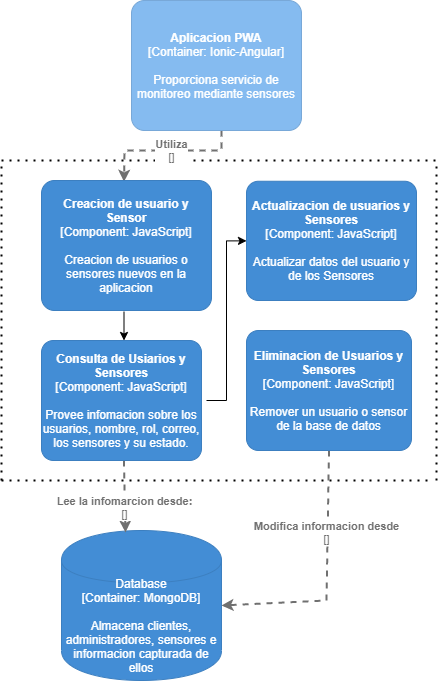 Aplicacion PWA
[Container: Ionic-Angular]
Proporciona servicio de
monitoreo mediante sensores
Utiliza
[]
Creacion de usuario y
Sensor
[Component: JavaScript]
Creacion de usuarios o
sensores nuevos en la
aplicacion
Actualizacion de usuarios y
Sensores
[Component: JavaScript]
Actualizar datos del usuario y
de los Sensores
Consulta de Usiarios y
Sensores
[Component: JavaScript]
Provee infomacion sobre los
usuarios, nombre, rol, correo,
los sensores y su estado.
Eliminacion de Usuarios y
Sensores
[Component: JavaScript]
Remover un usuario o sensor
de la base de datos
Lee la infomarcion desde:
[]
Modifica informacion desde
[]
Database
[Container: MongoDB]
Almacena clientes,
administradores, sensores e
informacion capturada de
ellos